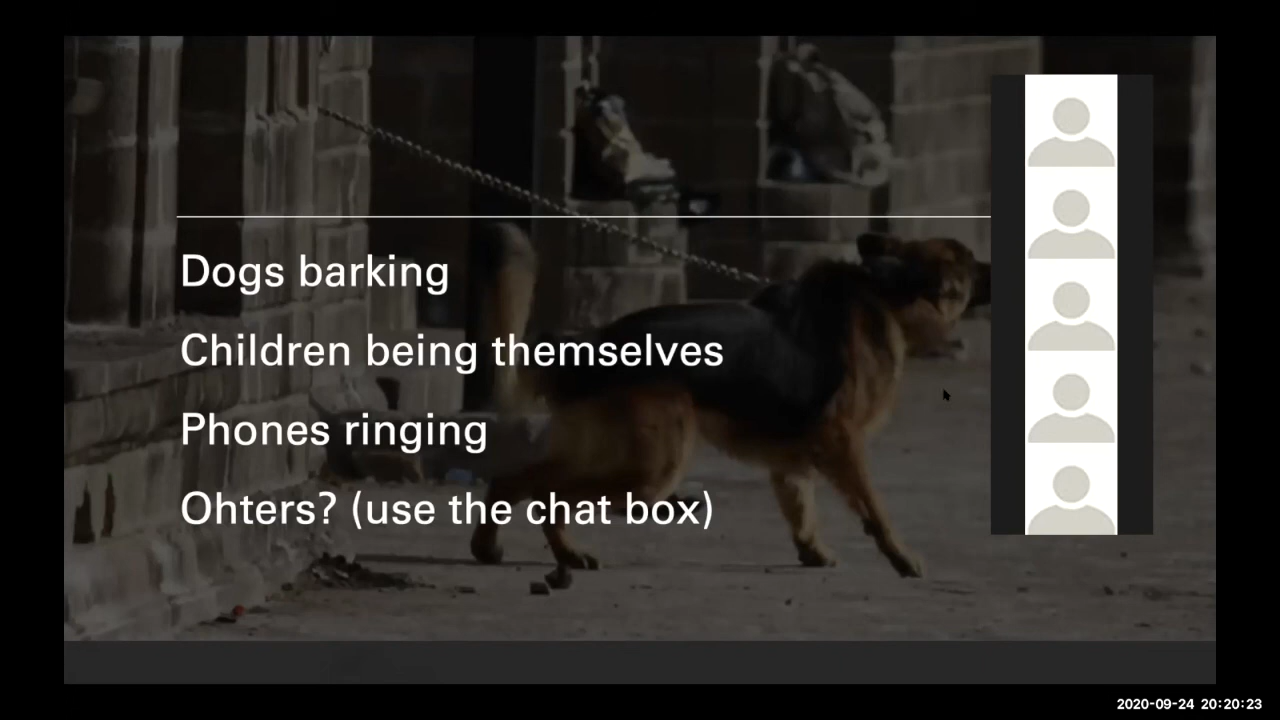 Dogs barking
Children being themselves
Phones ringing
Ohters? (use the chat box)
2020-09-24 20:20:23